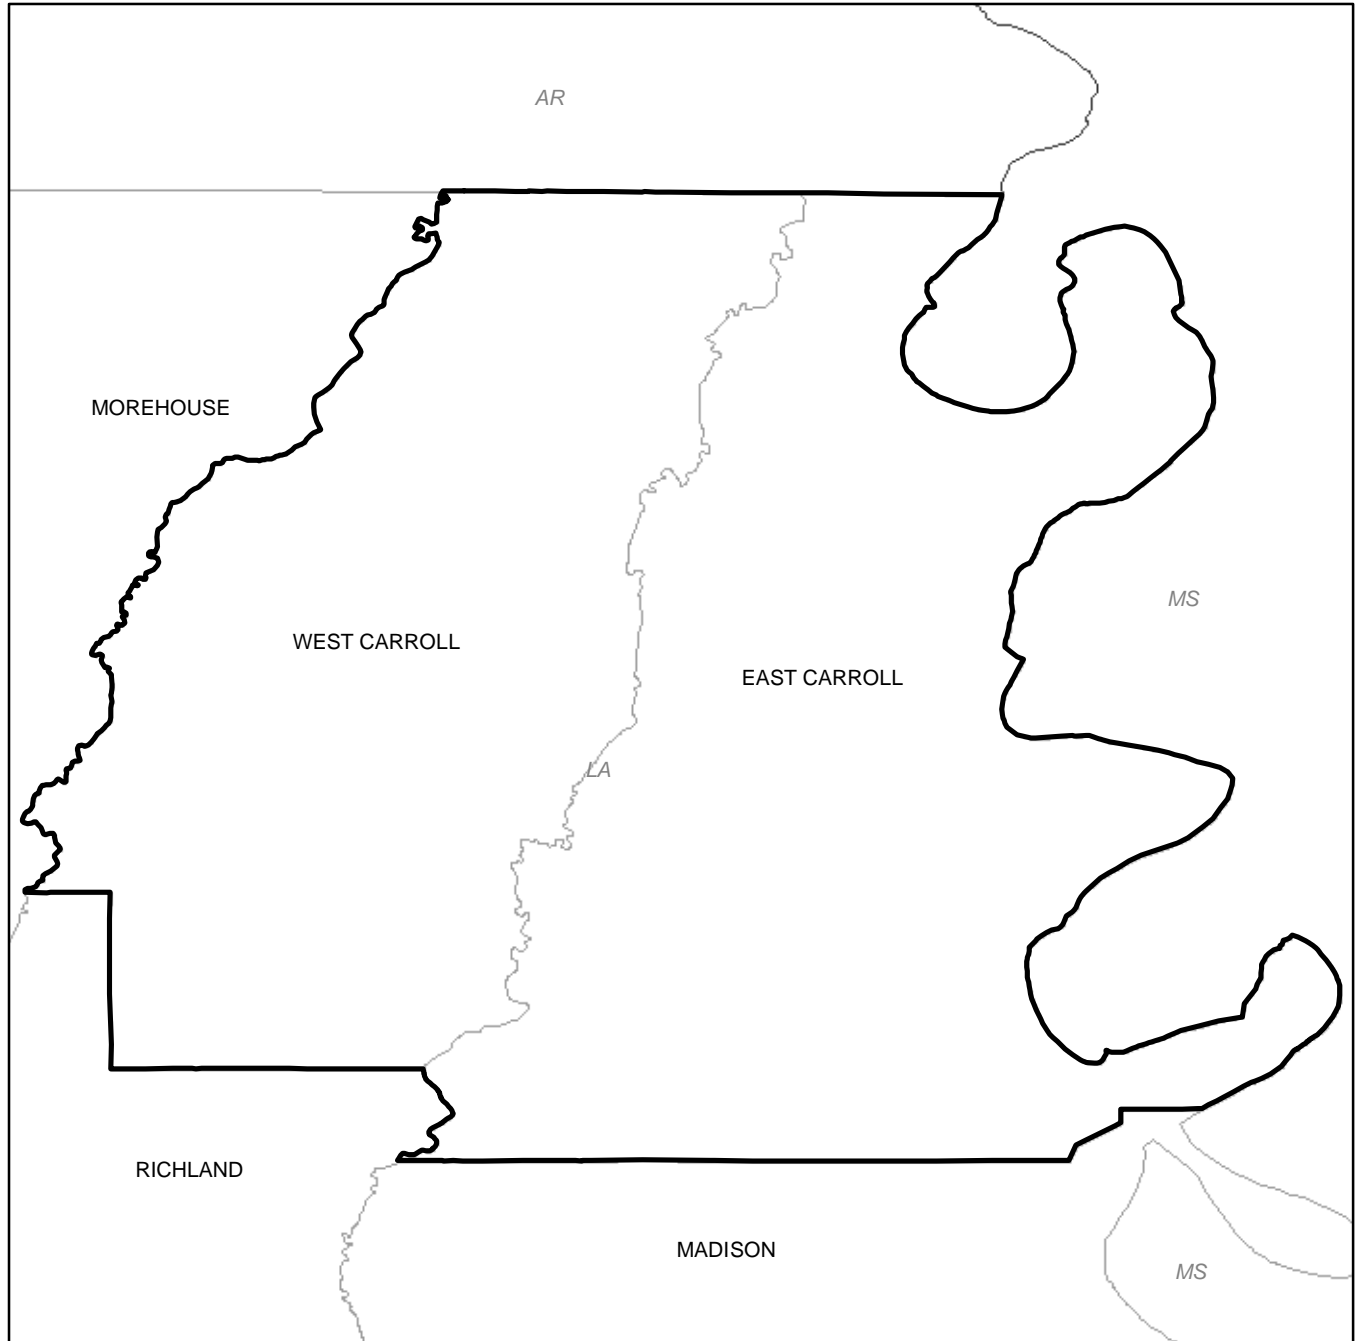 AR
MOREHOUSE
MS
WEST CARROLL
EAST CARROLL
LA
RICHLAND
MADISON
MS